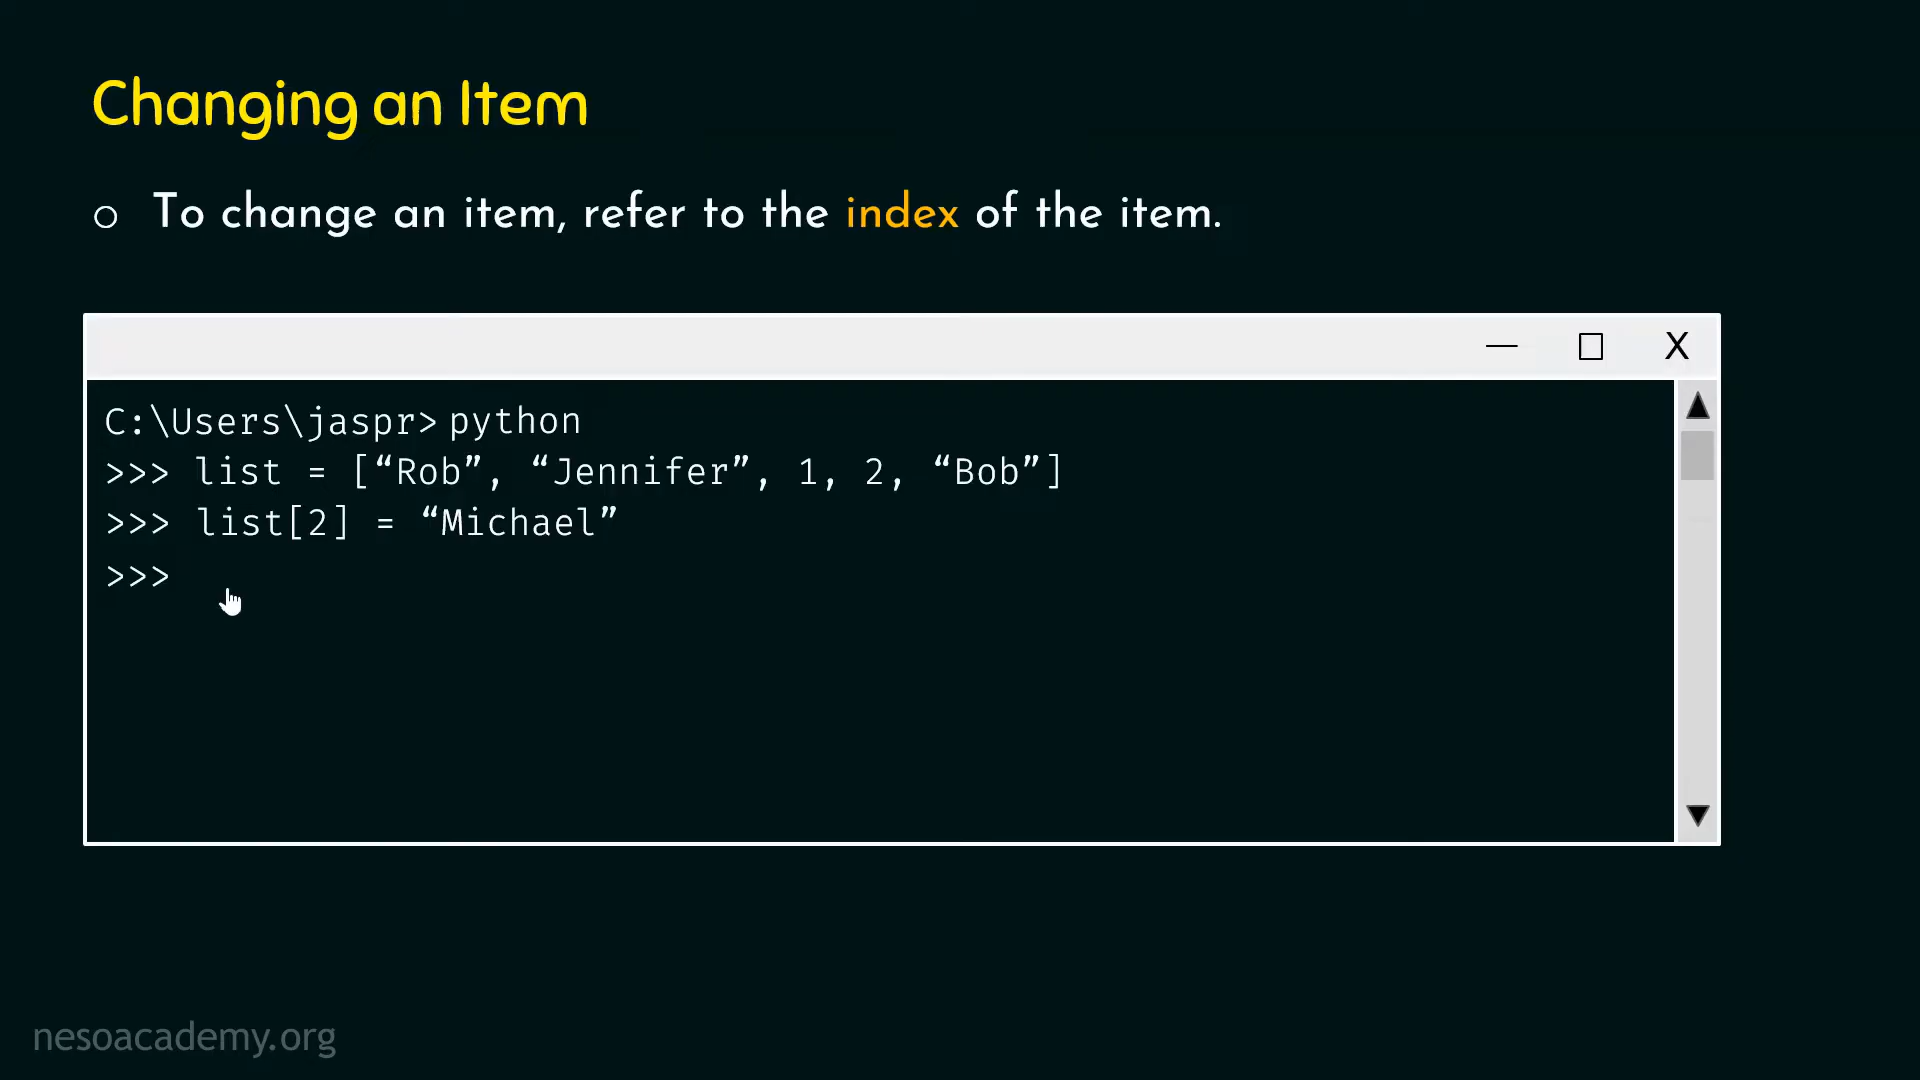 Changing an Item
○ To change an item, refer to the index of the item.
— □ X
C:\Users\jaspr> python
>>> list = [“Rob”, “Jennifer”, 1, 2, “Bob”]
>>> list[2] = “Michael”
>>>
nesoacademy.org